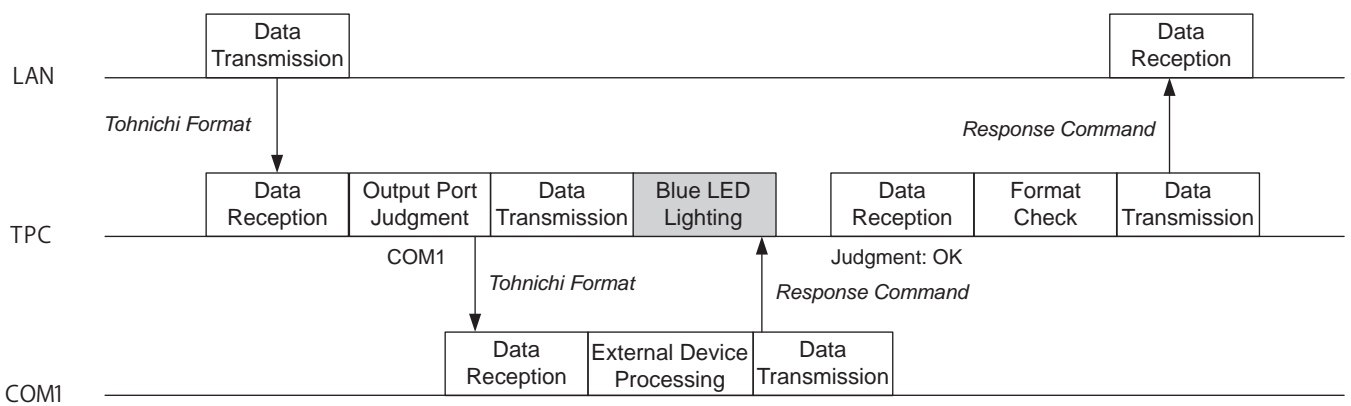 Data
Transmission
Data
Reception
LAN
Tohnichi Format
Response Command
Data
Reception
Output Port
Judgment
Data
Transmission
Blue LED
Lighting
Data
Reception
Format
Check
Data
Transmission
TPC
COM1
Judgment: OK
Tohnichi Format
Response Command
Data
Reception
External Device
Processing
Data
Transmission
COM1